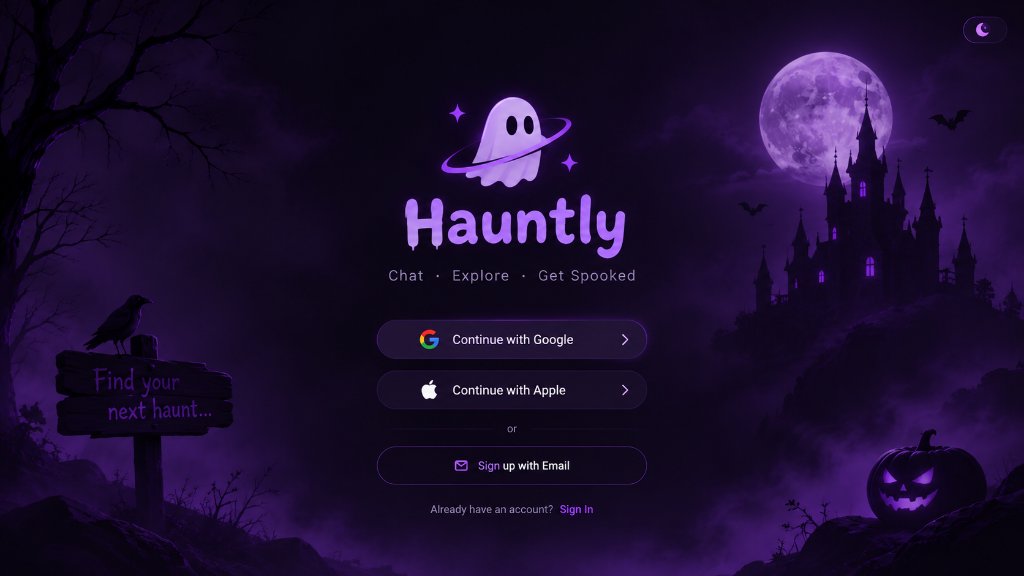 Hauntly
Chat · Explore · Get Spooked
Continue with Google
Continue with Apple
or
Sign up with Email
Already have an account? Sign In
Find your
next haunt...